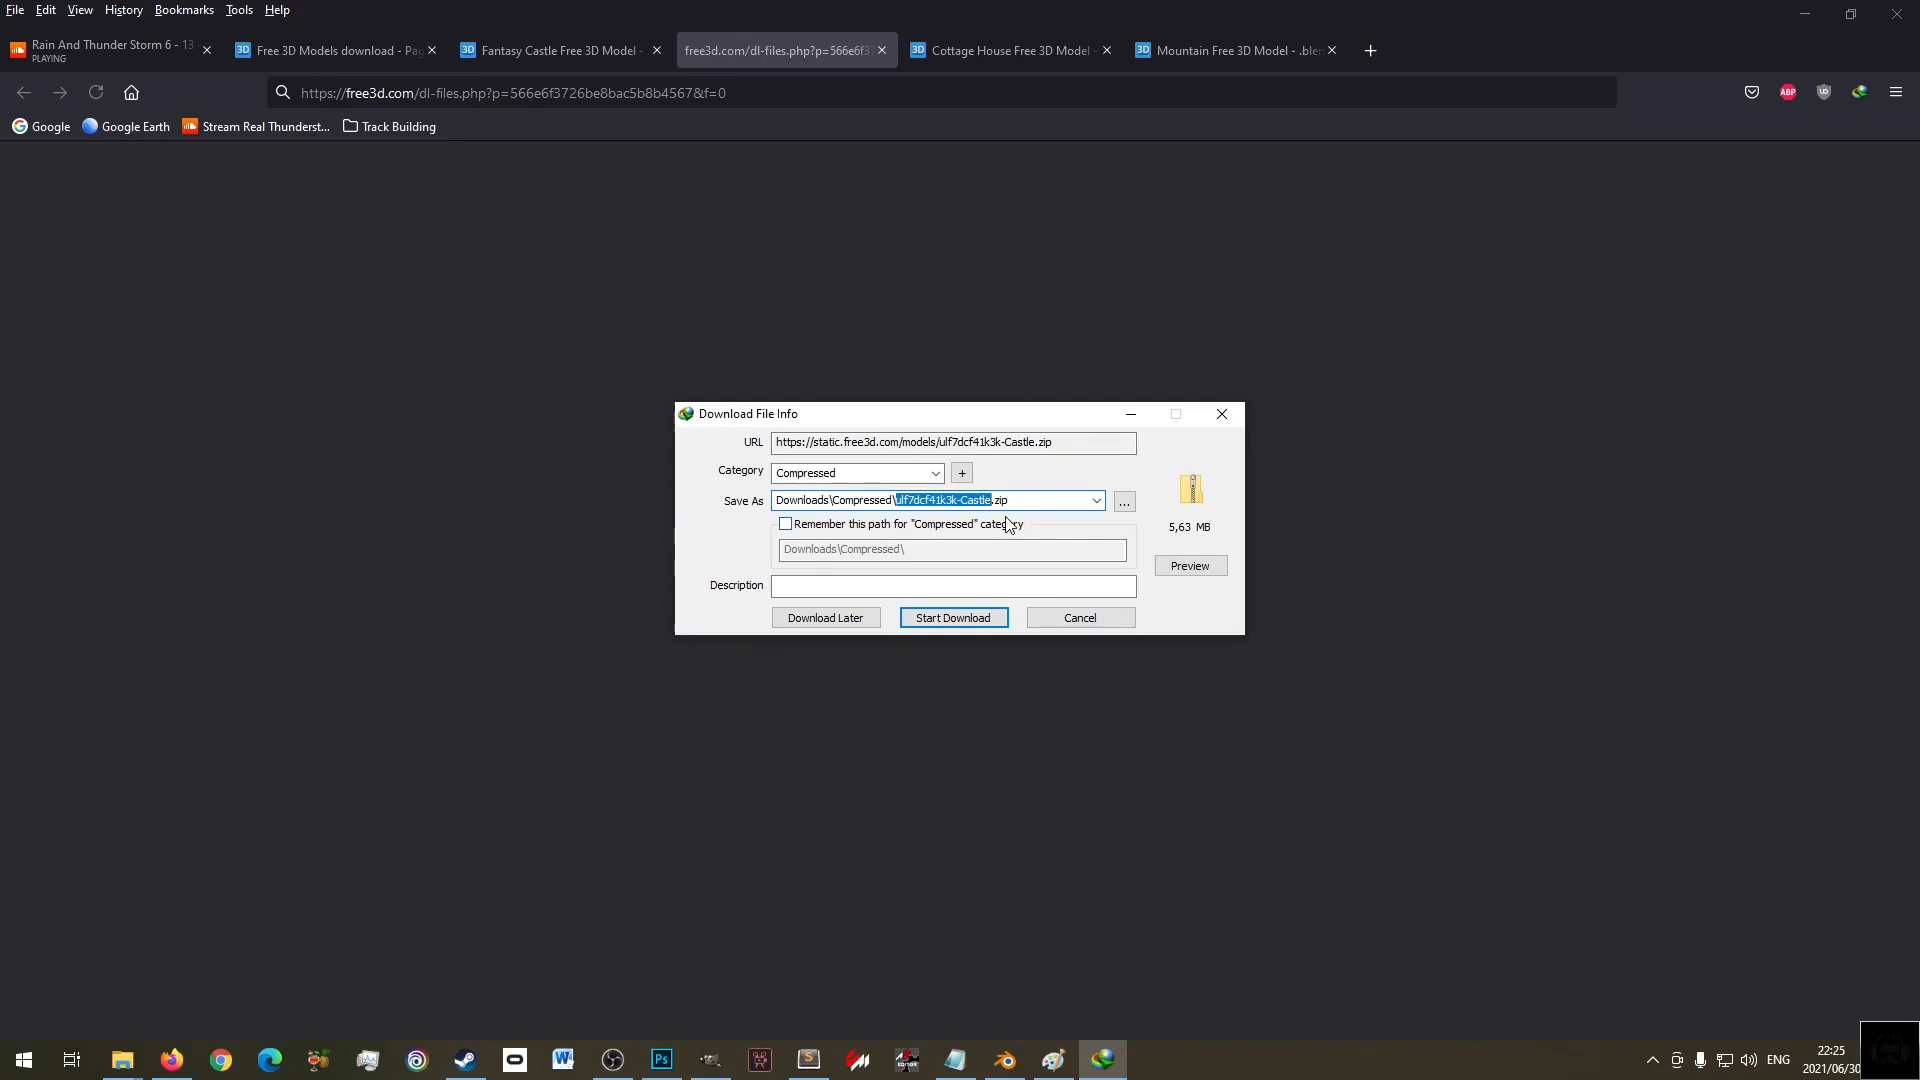 File Edit View History Bookmarks Tools Help
Rain And Thunder Storm 6 - 13
PLAYING
Free 3D Models download - Pag
Fantasy Castle Free 3D Model -
free3d.com/dl-files.php?p=566e6f37
Cottage House Free 3D Model -
Mountain Free 3D Model - .blen
https://free3d.com/dl-files.php?p=566e6f3726be8bac5b8b4567&f=0
ABP
Google Google Earth Stream Real Thunderst... Track Building
Download File Info
URL https://static.free3d.com/models/ulf7dcf41k3k-Castle.zip
Category Compressed +
Save As Downloads\Compressed\ulf7dcf41k3k-Castle.zip ...
Remember this path for "Compressed" category
Downloads\Compressed\
5,63 MB
Preview
Description
Download Later Start Download Cancel
ENG
22:25
2021/06/30